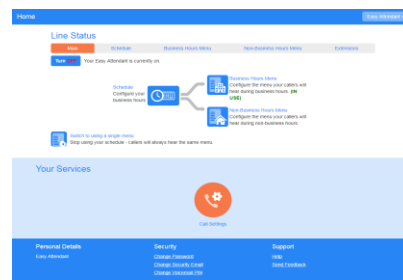 Home
Easy Attendant
Line Status
Main Schedule Business Hours Menu Non-Business Hours Menu Extensions
Turn OFF Your Easy Attendant is currently on
Schedule
Configure your
business hours
Business Hours Menu
Configure the menu your callers will
hear during business hours. (IN
USE)
Non-Business Hours Menu
Configure the menu your callers will
hear during non-business hours
Switch to using a single menu
Stop using your schedule - callers will always hear the same menu.
Your Services
Call Settings
Personal Details Security Support
Easy Attendant Change Password Help
Change Security Email Send Feedback
Change Voicemail PIN